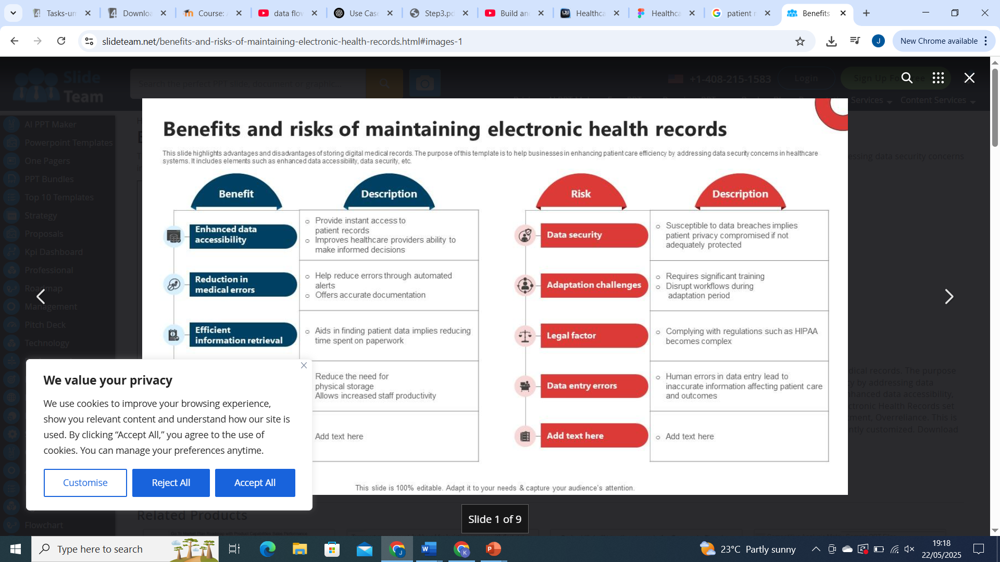 Tasks-um
Downloa
Course: A
data flow
Use Case
Step3.pd
Build an
Healthca
Healthca
patient r
Benefits
slideteam.net/benefits-and-risks-of-maintaining-electronic-health-records.html#images-1
J
New Chrome available
Slide
Team
Search the perfect PPT slide, document or graphic...
+1-408-215-1583
Login
Sign Up For Free
Services
Content Services
AI PPT Maker
Powerpoint Templates
One Pagers
PPT Bundles
Top 10 Templates
Strategy
Proposals
Kpi Dashboard
Professional
Roadmap
Management
Pitch Deck
Technology
Flowchart
Benefits and risks of maintaining electronic health records
This slide highlights advantages and disadvantages of storing digital medical records. The purpose of this template is to help businesses in enhancing patient care efficiency by addressing data security concerns in healthcare
systems. It includes elements such as enhanced data accessibility, data security, etc.
Benefit
Description
Enhanced data
accessibility
Provide instant access to
patient records
Improves healthcare providers ability to
make informed decisions
Reduction in
medical errors
Help reduce errors through automated
alerts
Offers accurate documentation
Efficient
information retrieval
Aids in finding patient data implies reducing
time spent on paperwork
Reduce the need for
physical storage
Allows increased staff productivity
Add text here
Risk
Description
Data security
Susceptible to data breaches implies
patient privacy compromised if not
adequately protected
Adaptation challenges
Requires significant training
Disrupt workflows during
adaptation period
Legal factor
Complying with regulations such as HIPAA
becomes complex
Data entry errors
Human errors in data entry lead to
inaccurate information affecting patient care
and outcomes
Add text here
Add text here
This slide is 100% editable. Adapt it to your needs & capture your audience's attention.
essing data security concerns
dical records. The purpose
y by addressing data
nhanced data accessibility,
ctronic Health Records set
tment, Overreliance. This is
ntly customized. Download
We value your privacy
We use cookies to improve your browsing experience,
show you relevant content and understand how our site is
used. By clicking “Accept All,” you agree to the use of
cookies. You can manage your preferences anytime.
Customise
Reject All
Accept All
Related Products
Slide 1 of 9
Type here to search
23°C Partly sunny
19:18
22/05/2025